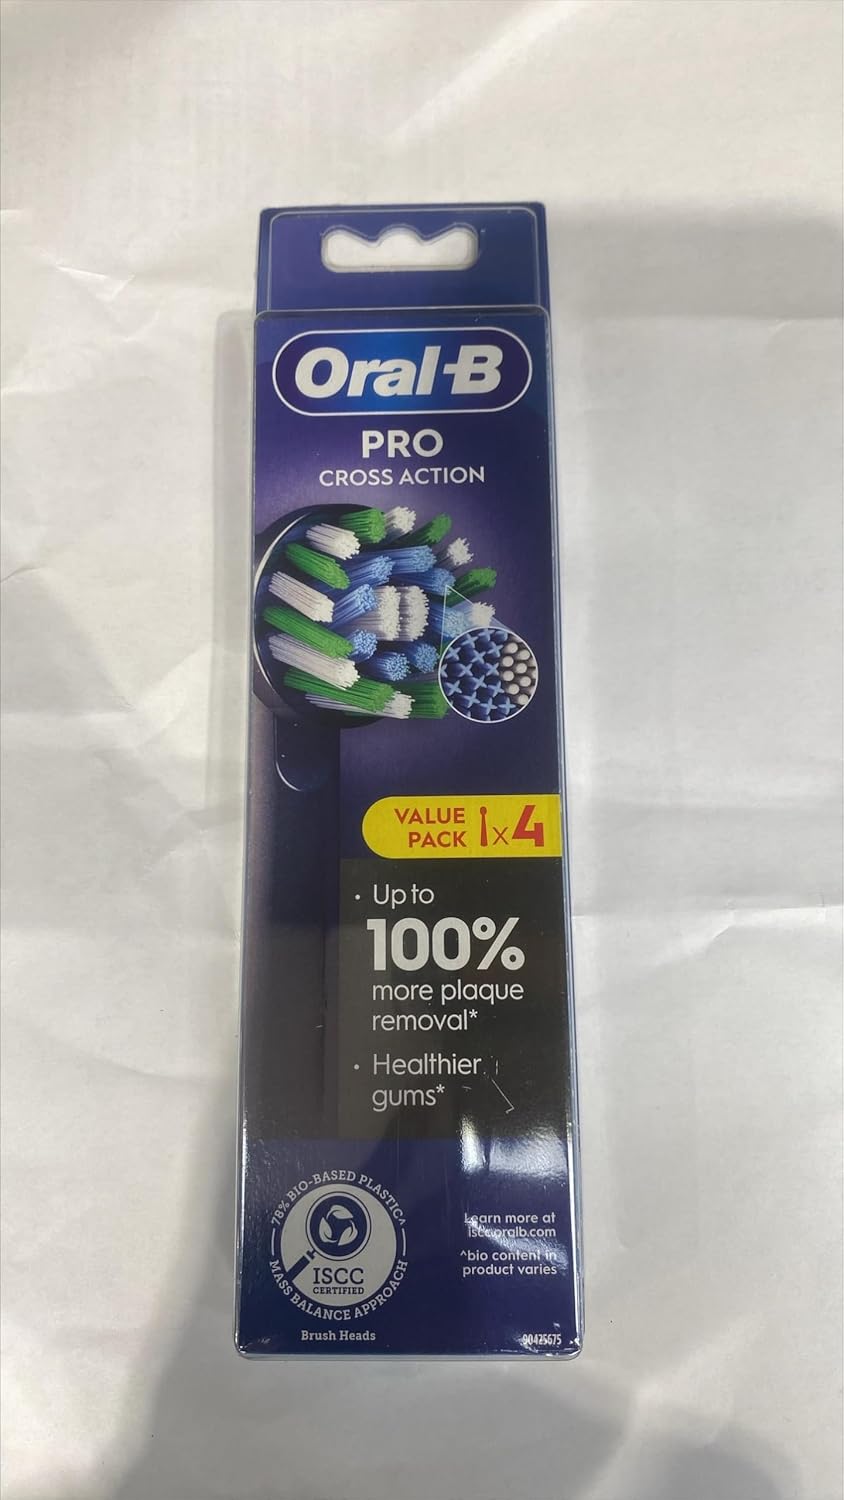 Oral-B
PRO
CROSS ACTION
VALUE
PACK x4
• Up to
100%
more plaque
removal*
• Healthier
gums*
78% BIO-BASED PLASTIC^
ISCC
CERTIFIED
MASS BALANCE APPROACH
Brush Heads
Learn more at
iscc.oralb.com
^bio content in
product varies
90425675